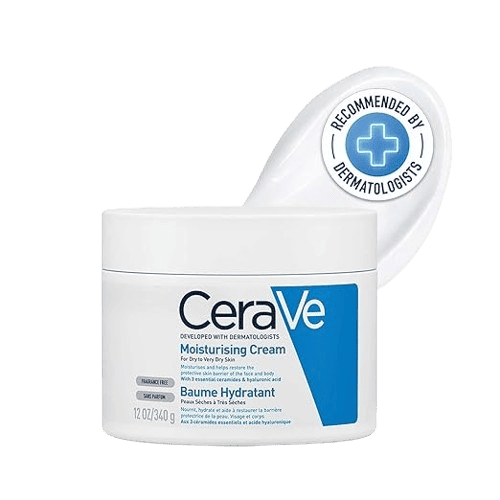 RECOMMENDED BY
DERMATOLOGISTS
CeraVe
DEVELOPED WITH DERMATOLOGISTS
Moisturising Cream
For Dry to Very Dry Skin
Moisturises and helps restore the
protective skin barrier of the face and body
With 3 essential ceramides & hyaluronic acid
FRAGRANCE FREE
SANS PARFUM
Baume Hydratant
Peaux Sèches à Très Sèches
Nourrit, hydrate et aide à restaurer la barrière
protectrice de la peau. Visage et corps
Aux 3 céramides essentiels et acide hyaluronique
12 OZ/340 g